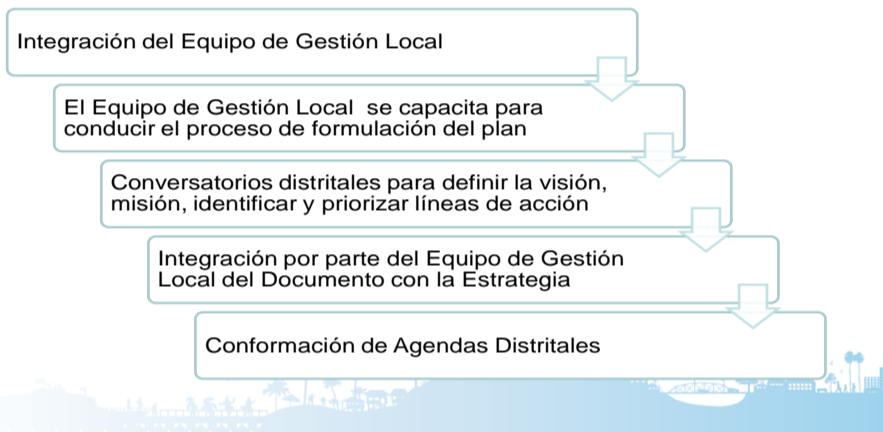 Integración del Equipo de Gestión Local
El Equipo de Gestión Local se capacita para
conducir el proceso de formulación del plan
Conversatorios distritales para definir la visión,
misión, identificar y priorizar líneas de acción
Integración por parte del Equipo de Gestión
Local del Documento con la Estrategia
Conformación de Agendas Distritales